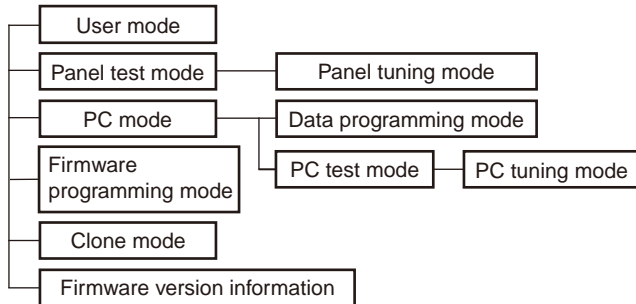 User mode
Panel test mode
Panel tuning mode
PC mode
Data programming mode
PC test mode
PC tuning mode
Firmware
programming mode
Clone mode
Firmware version information